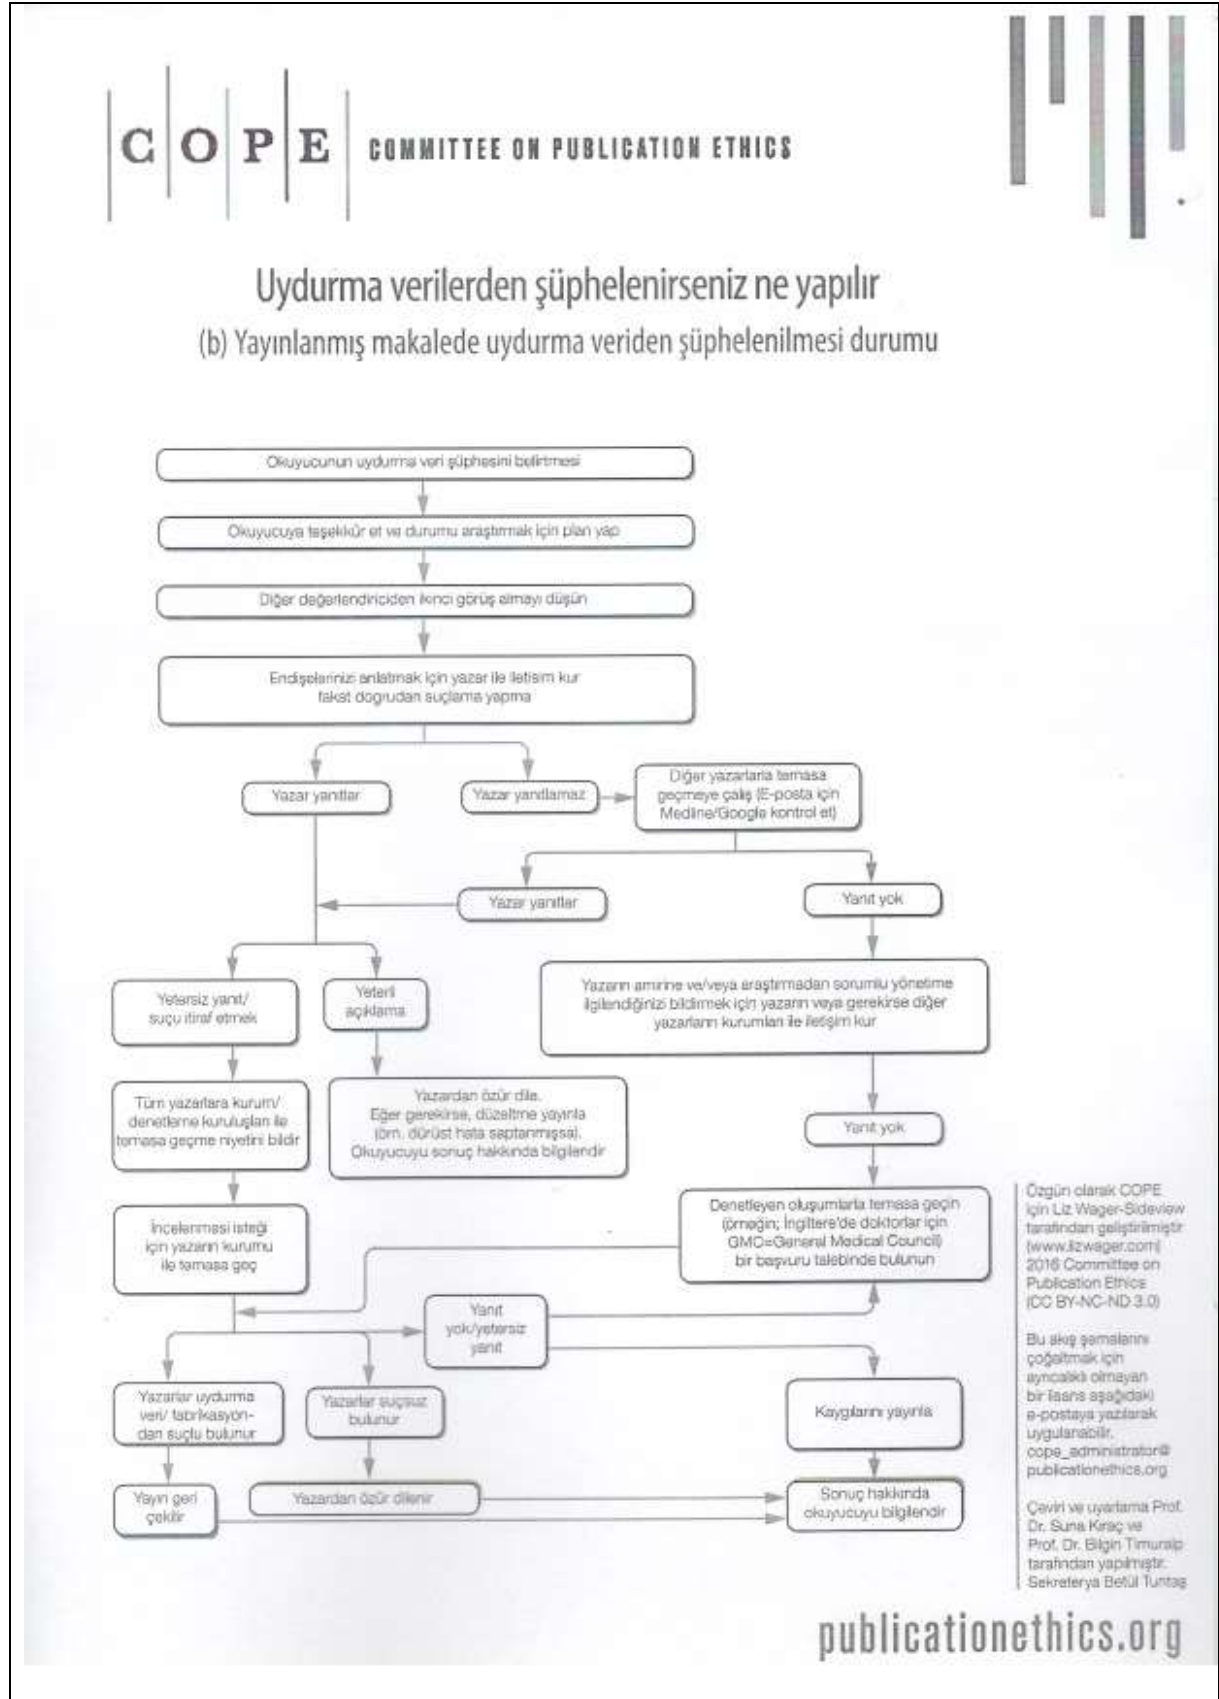 COPE
COMMITTEE ON PUBLICATION ETHICS
Uydurma verilerden şüphelenirseniz ne yapılır
(b) Yayınlanmış makalede uydurma veriden şüphelenilmesi durumu
Okuyucunun uydurma veri şüphesini belirtmesi
Okuyucuya teşekkür et ve durumu araştırmak için plan yap
Diğer değerlendiriciden ikinci görüş almayı düşün
Endişelerinizi anlatmak için yazar ile iletişim kur
fakat doğrudan suçlama yapma
Yazar yanıtlar
Yazar yanıtlamaz
Diğer yazarlarla temasa
geçmeye çalış (E-posta için
Medline/Google kontrol et)
Yazar yanıtlar
Yanıt yok
Yetersiz yanıt/
suçu itiraf etmek
Yeterli
açıklama
Yazarın amirine ve/veya araştırmadan sorumlu yönetime
ilgilendiğinizi bildirmek için yazarın veya gerekirse diğer
yazarların kurumları ile iletişim kur
Tüm yazarlara kurum/
denetleme kuruluşları ile
temasa geçme niyetini bildir
Yazardan özür dile.
Eğer gerekirse, düzeltme yayınla
(örn. dürüst hata saptanmışsa).
Okuyucuyu sonuç hakkında bilgilendir
Yanıt yok
İncelenmesi isteği
için yazarın kurumu
ile temasa geç
Denetleyen oluşumlarla temasa geçin
(örneğin; İngiltere'de doktorlar için
GMC=General Medical Council)
bir başvuru talebinde bulunun
Yanıt
yok/yetersiz
yanıt
Yazarlar uydurma
veri/ fabrikasyon-
dan suçlu bulunur
Yazarlar suçsuz
bulunur
Kaygılarını yayınla
Yayın geri
çekilir
Yazardan özür dilenir
Sonuç hakkında
okuyucuyu bilgilendir
Özgün olarak COPE
için Liz Wager-Sideview
tarafından geliştirilmiştir
(www.lizwager.com)
2016 Committee on
Publication Ethics
(CC BY-NC-ND 3.0)
Bu akış şemalarını
çoğaltmak için
ayrıcalıklı olmayan
bir lisans aşağıdaki
e-postaya yazılarak
uygulanabilir.
cope_administrator@
publicationethics.org
Çeviri ve uyarlama Prof.
Dr. Suna Kıraç ve
Prof. Dr. Bilgin Timuralp
tarafından yapılmıştır.
Sekreterya Betül Tuntaş
publicationethics.org